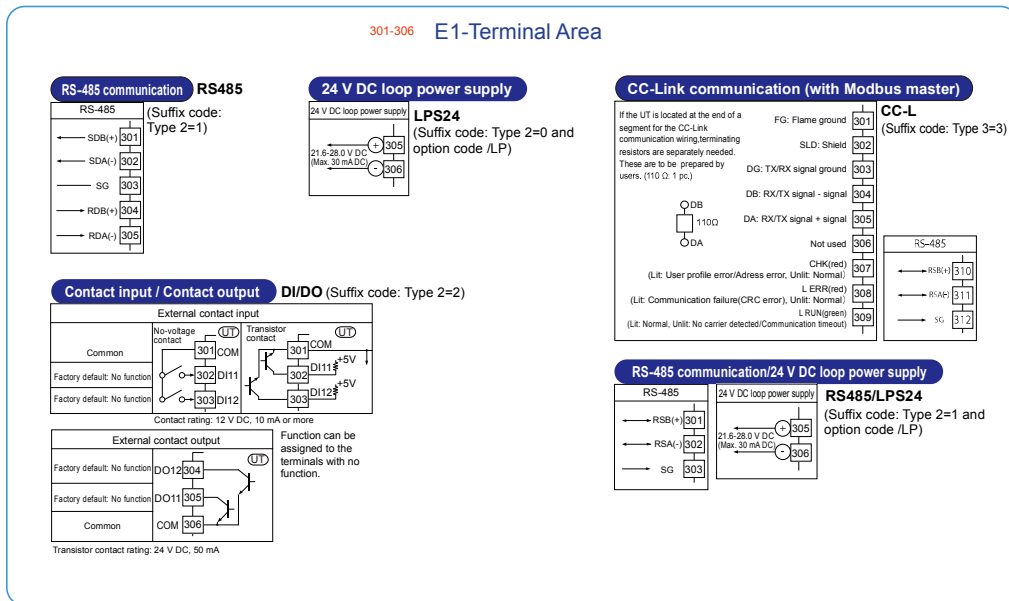 301-306 E1-Terminal Area
RS-485 communication RS485
(Suffix code:
Type 2=1)
RS-485
SDB(+) 301
SDA(-) 302
SG 303
RDB(+) 304
RDA(-) 305
24 V DC loop power supply
LPS24
(Suffix code: Type 2=0 and
option code /LP)
24 V DC loop power supply
21.6-28.0 V DC
(Max. 30 mA DC)
+ 305
- 306
CC-Link communication (with Modbus master)
CC-L
(Suffix code: Type 3=3)
If the UT is located at the end of a
segment for the CC-Link
communication wiring,terminating
resistors are separately needed.
These are to be prepared by
users. (110 Ω: 1 pc.)
DB
110Ω
DA
FG: Flame ground 301
SLD: Shield 302
DG: TX/RX signal ground 303
DB: RX/TX signal - signal 304
DA: RX/TX signal + signal 305
Not used 306
CHK(red)
(Lit: User profile error/Adress error, Unlit: Normal) 307
L ERR(red)
(Lit: Communication failure(CRC error), Unlit: Normal) 308
L RUN(green)
(Lit: Normal, Unlit: No carrier detected/Communication timeout) 309
RS-485
RSB(+) 310
RSA(-) 311
SG 312
Contact input / Contact output DI/DO (Suffix code: Type 2=2)
External contact input
No-voltage
contact
UT
Transistor
contact
UT
Common 301 COM 301 COM
Factory default: No function 302 DI11 302 DI11 +5V
Factory default: No function 303 DI12 303 DI12 +5V
Contact rating: 12 V DC, 10 mA or more
External contact output
UT
Factory default: No function DO12 304
Factory default: No function DO11 305
Common COM 306
Transistor contact rating: 24 V DC, 50 mA
Function can be
assigned to the
terminals with no
function.
RS-485 communication/24 V DC loop power supply
RS485/LPS24
(Suffix code: Type 2=1 and
option code /LP)
RS-485
RSB(+) 301
RSA(-) 302
SG 303
24 V DC loop power supply
21.6-28.0 V DC
(Max. 30 mA DC)
+ 305
- 306